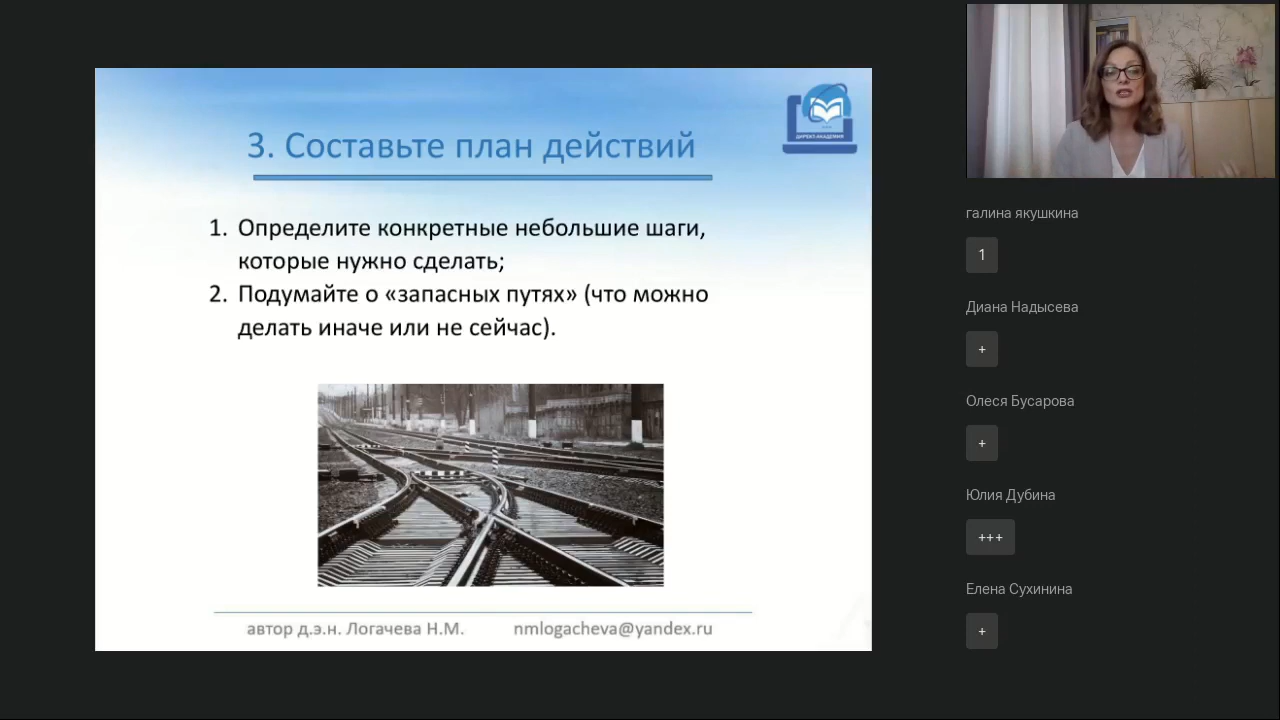 3. Составьте план действий
1. Определите конкретные небольшие шаги,
которые нужно сделать;
2. Подумайте о «запасных путях» (что можно
делать иначе или не сейчас).
автор д.э.н. Логачева Н.М. nmlogacheva@yandex.ru
ДИРЕКТ-АКАДЕМИЯ
галина якушкина
1
Диана Надысева
+
Олеся Бусарова
+
Юлия Дубина
+++
Елена Сухинина
+